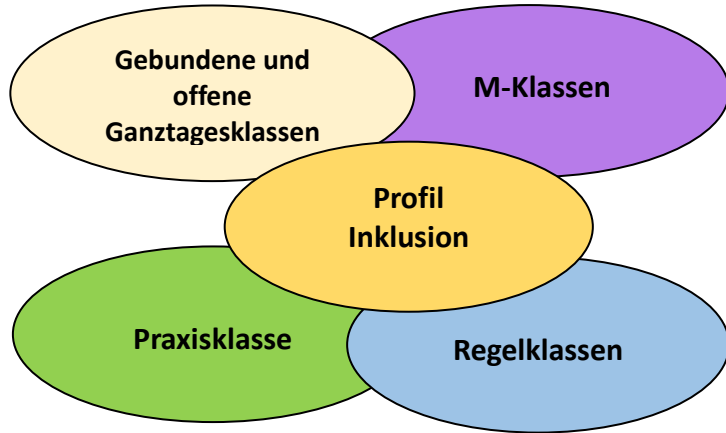 Gebundene und
offene
Ganztagesklassen
M-Klassen
Profil
Inklusion
Praxisklasse
Regelklassen